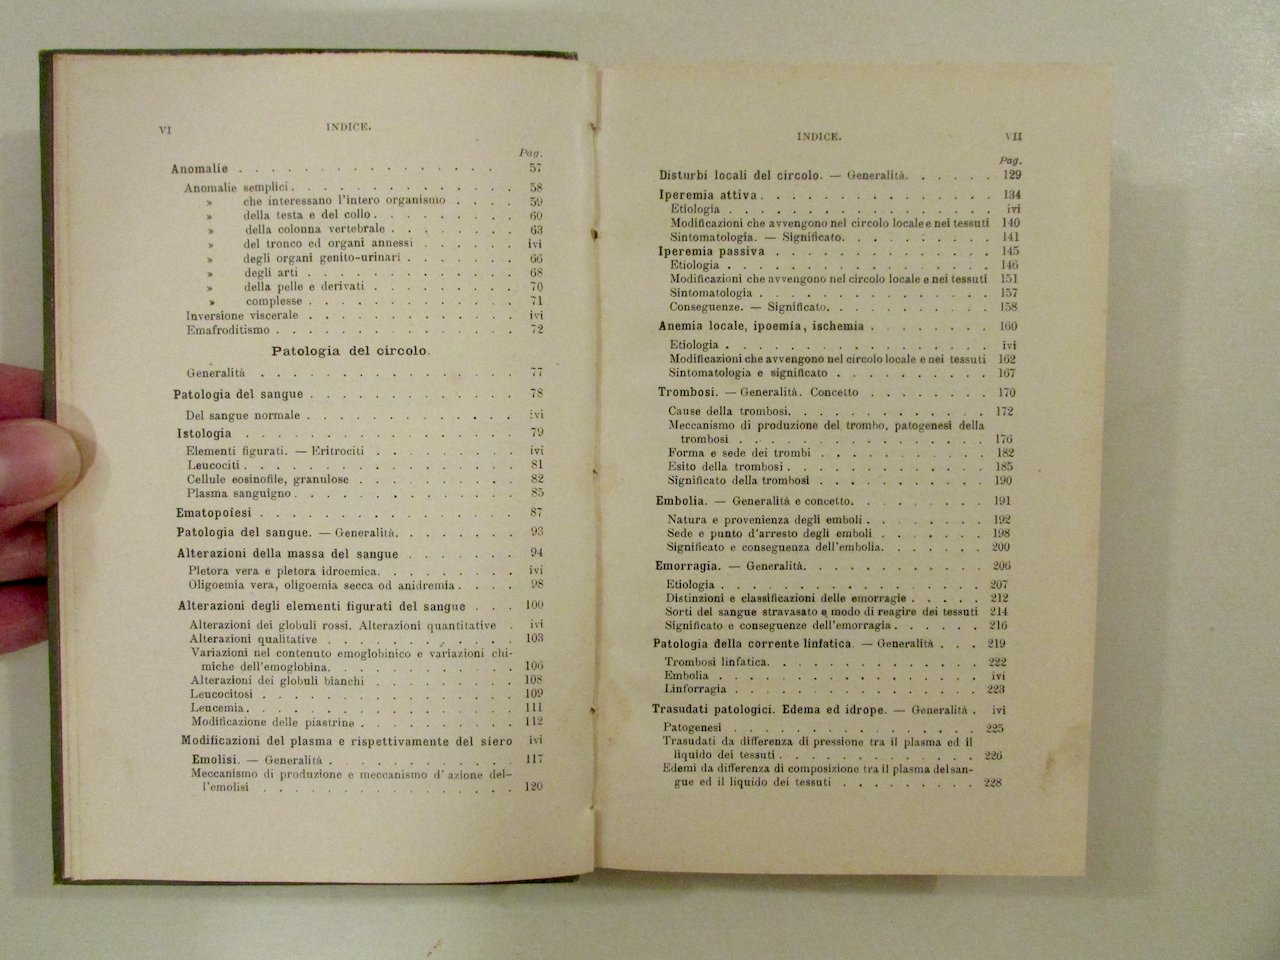 VI
INDICE.
Pag.
Anomalie . . . . . . . . . . . . . . 57
Anomalie semplici . . . . . . . . . . . . 58
» che interessano l'intero organismo . . . . 59
» della testa e del collo . . . . . . . . 60
» della colonna vertebrale . . . . . . . 63
» del tronco ed organi annessi . . . . . . ivi
» degli organi genito-urinari . . . . . . 66
» degli arti . . . . . . . . . . . 68
» della pelle e derivati . . . . . . . . 70
» complesse . . . . . . . . . . . 71
Inversione viscerale . . . . . . . . . . . ivi
Emafroditismo . . . . . . . . . . . . . 72
Patologia del circolo.
Generalità . . . . . . . . . . . . . . 77
Patologia del sangue . . . . . . . . . . . 78
Del sangue normale . . . . . . . . . . . ivi
Istologia . . . . . . . . . . . . . . 79
Elementi figurati. — Eritrociti . . . . . . . . ivi
Leucociti . . . . . . . . . . . . . . 81
Cellule eosinofile, granulose . . . . . . . . . 82
Plasma sanguigno . . . . . . . . . . . . 85
Ematopoiesi . . . . . . . . . . . . . 87
Patologia del sangue. — Generalità. . . . . . . . 93
Alterazioni della massa del sangue . . . . . . . 94
Pletora vera e pletora idroemica. . . . . . . . ivi
Oligoemia vera, oligoemia secca od anidremia . . . . 98
Alterazioni degli elementi figurati del sangue . . . 100
Alterazioni dei globuli rossi. Alterazioni quantitative . ivi
Alterazioni qualitative . . . . . . . . . . 103
Variazioni nel contenuto emoglobinico e variazioni chi-
miche dell'emoglobina. . . . . . . . . . . 106
Alterazioni dei globuli bianchi . . . . . . . . 108
Leucocitosi . . . . . . . . . . . . . 109
Leucemia. . . . . . . . . . . . . . . 111
Modificazione delle piastrine . . . . . . . . . 112
Modificazioni del plasma e rispettivamente del siero ivi
Emolisi. — Generalità . . . . . . . . . . 117
Meccanismo di produzione e meccanismo d'azione del-
l'emolisi . . . . . . . . . . . . . 120
INDICE.
VII
Pag.
Disturbi locali del circolo. — Generalità. . . . . . 129
Iperemia attiva . . . . . . . . . . . . . 134
Etiologia . . . . . . . . . . . . . . ivi
Modificazioni che avvengono nel circolo locale e nei tessuti 140
Sintomatologia. — Significato. . . . . . . . . 141
Iperemia passiva . . . . . . . . . . . . 145
Etiologia . . . . . . . . . . . . . . 146
Modificazioni che avvengono nel circolo locale e nei tessuti 151
Sintomatologia . . . . . . . . . . . . . 157
Conseguenze. — Significato. . . . . . . . . . 158
Anemia locale, ipoemia, ischemia . . . . . . . . 160
Etiologia . . . . . . . . . . . . . . ivi
Modificazioni che avvengono nel circolo locale e nei tessuti 162
Sintomatologia e significato . . . . . . . . . 167
Trombosi. — Generalità. Concetto . . . . . . . . 170
Cause della trombosi. . . . . . . . . . . . 172
Meccanismo di produzione del trombo, patogenesi della
trombosi . . . . . . . . . . . . . . 176
Forma e sede dei trombi . . . . . . . . . . 182
Esito della trombosi . . . . . . . . . . . . 185
Significato della trombosi . . . . . . . . . . 190
Embolia. — Generalità e concetto. . . . . . . . 191
Natura e provenienza degli emboli . . . . . . . 192
Sede e punto d'arresto degli emboli . . . . . . 198
Significato e conseguenza dell'embolia. . . . . . . 200
Emorragia. — Generalità. . . . . . . . . . . 206
Etiologia . . . . . . . . . . . . . . 207
Distinzioni e classificazioni delle emorragie . . . . . 212
Sorti del sangue stravasato e modo di reagire dei tessuti 214
Significato e conseguenze dell'emorragia . . . . . . 216
Patologia della corrente linfatica. — Generalità . . . 219
Trombosi linfatica. . . . . . . . . . . . . 222
Embolia . . . . . . . . . . . . . . . ivi
Linforragia . . . . . . . . . . . . . . 223
Trasudati patologici. Edema ed idrope. — Generalità . ivi
Patogenesi . . . . . . . . . . . . . . 225
Trasudati da differenza di pressione tra il plasma ed il
liquido dei tessuti . . . . . . . . . . . . 226
Edemi da differenza di composizione tra il plasma del san-
gue ed il liquido dei tessuti . . . . . . . . 228